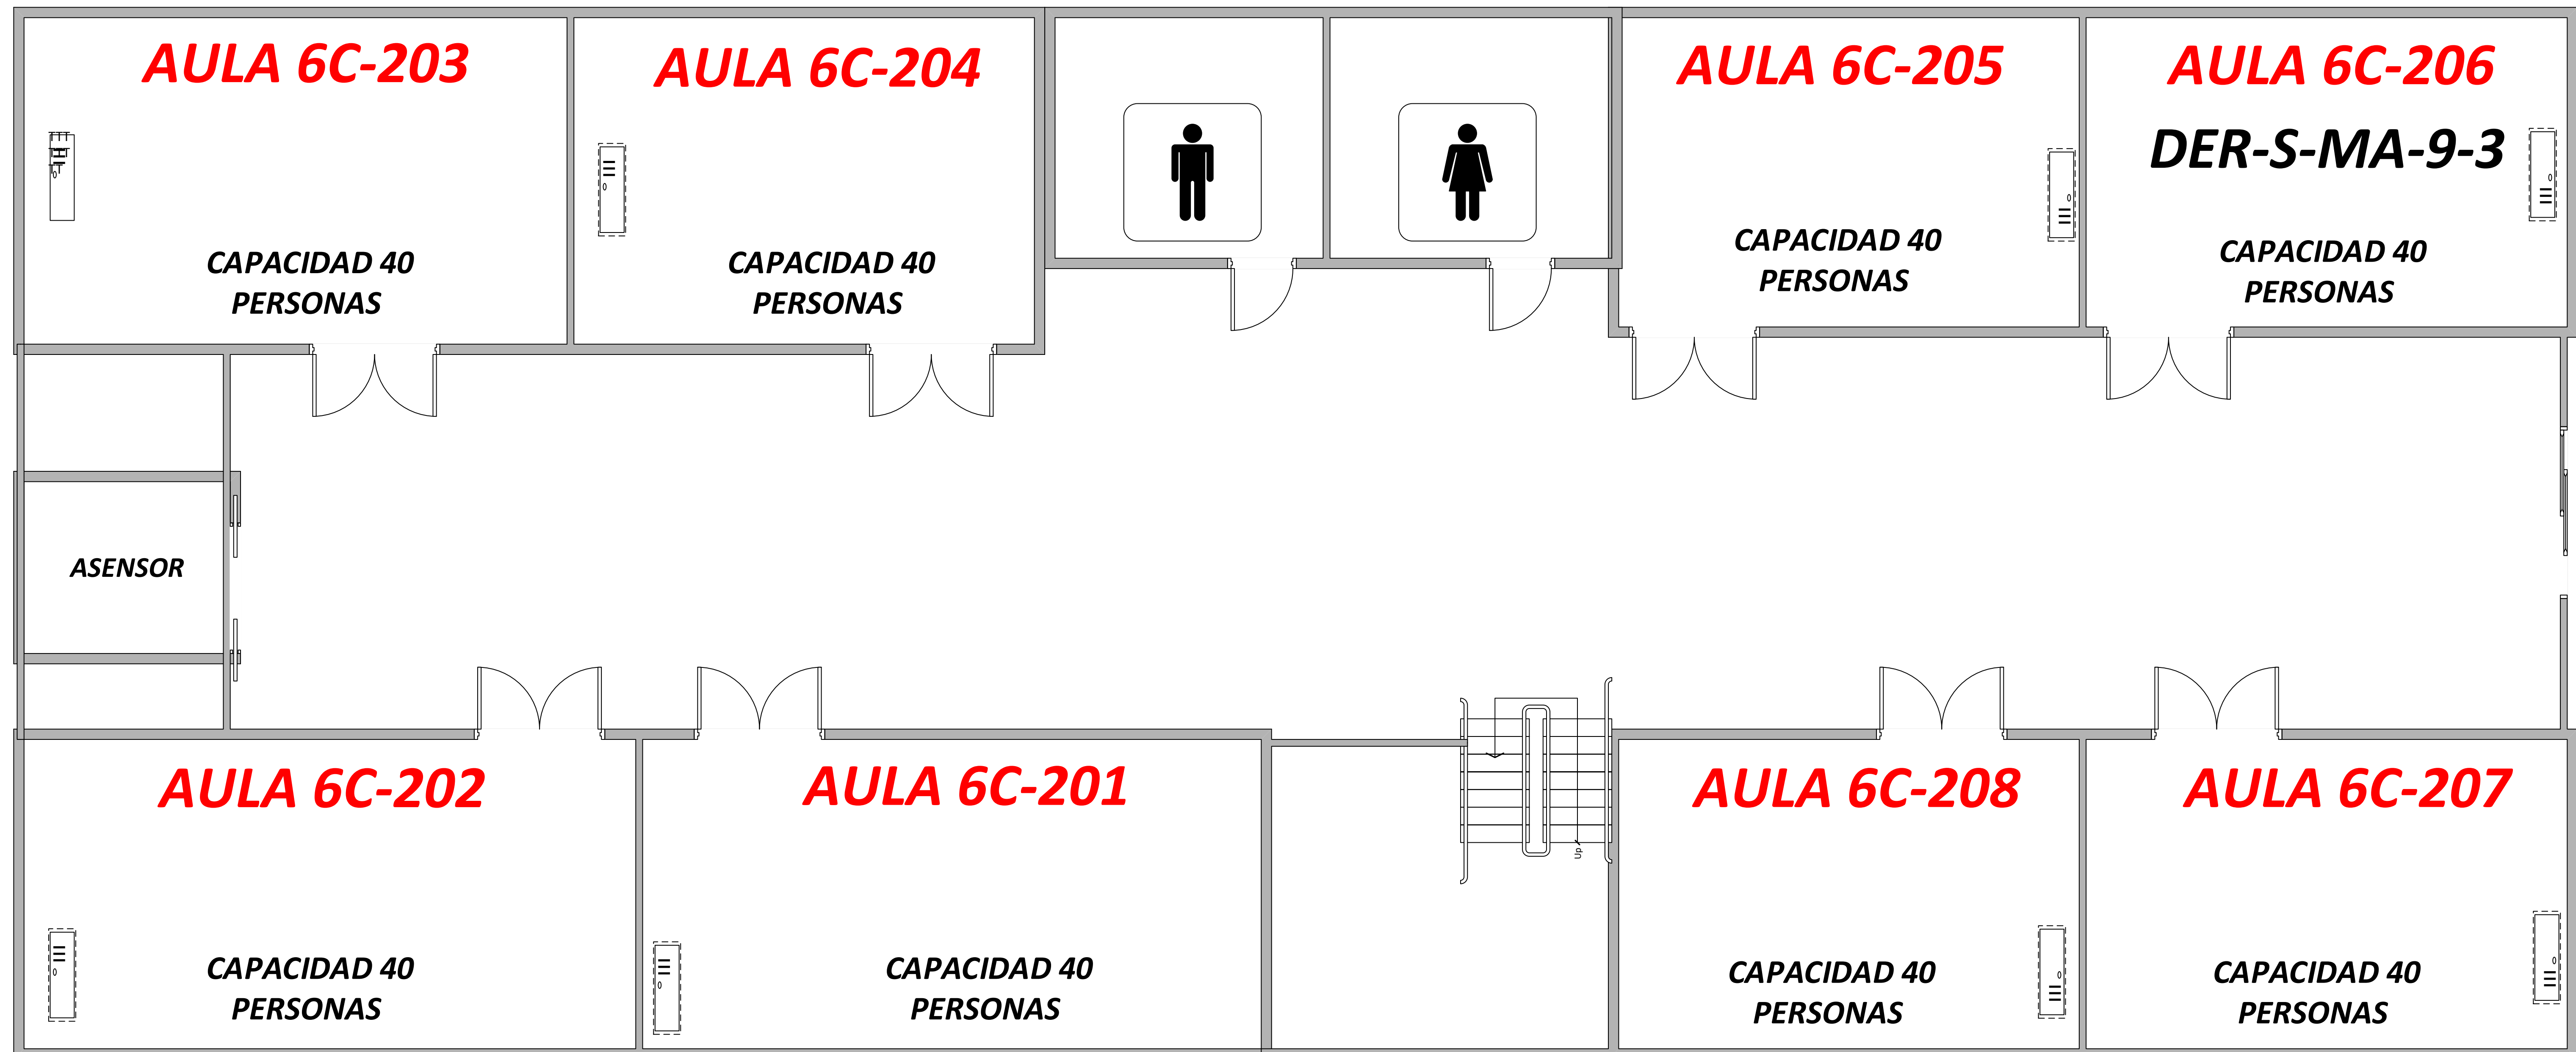 AULA 6C-203
CAPACIDAD 40
PERSONAS
AULA 6C-204
CAPACIDAD 40
PERSONAS
AULA 6C-205
CAPACIDAD 40
PERSONAS
AULA 6C-206
DER-S-MA-9-3
CAPACIDAD 40
PERSONAS
ASENSOR
AULA 6C-202
CAPACIDAD 40
PERSONAS
AULA 6C-201
CAPACIDAD 40
PERSONAS
Up
AULA 6C-208
CAPACIDAD 40
PERSONAS
AULA 6C-207
CAPACIDAD 40
PERSONAS